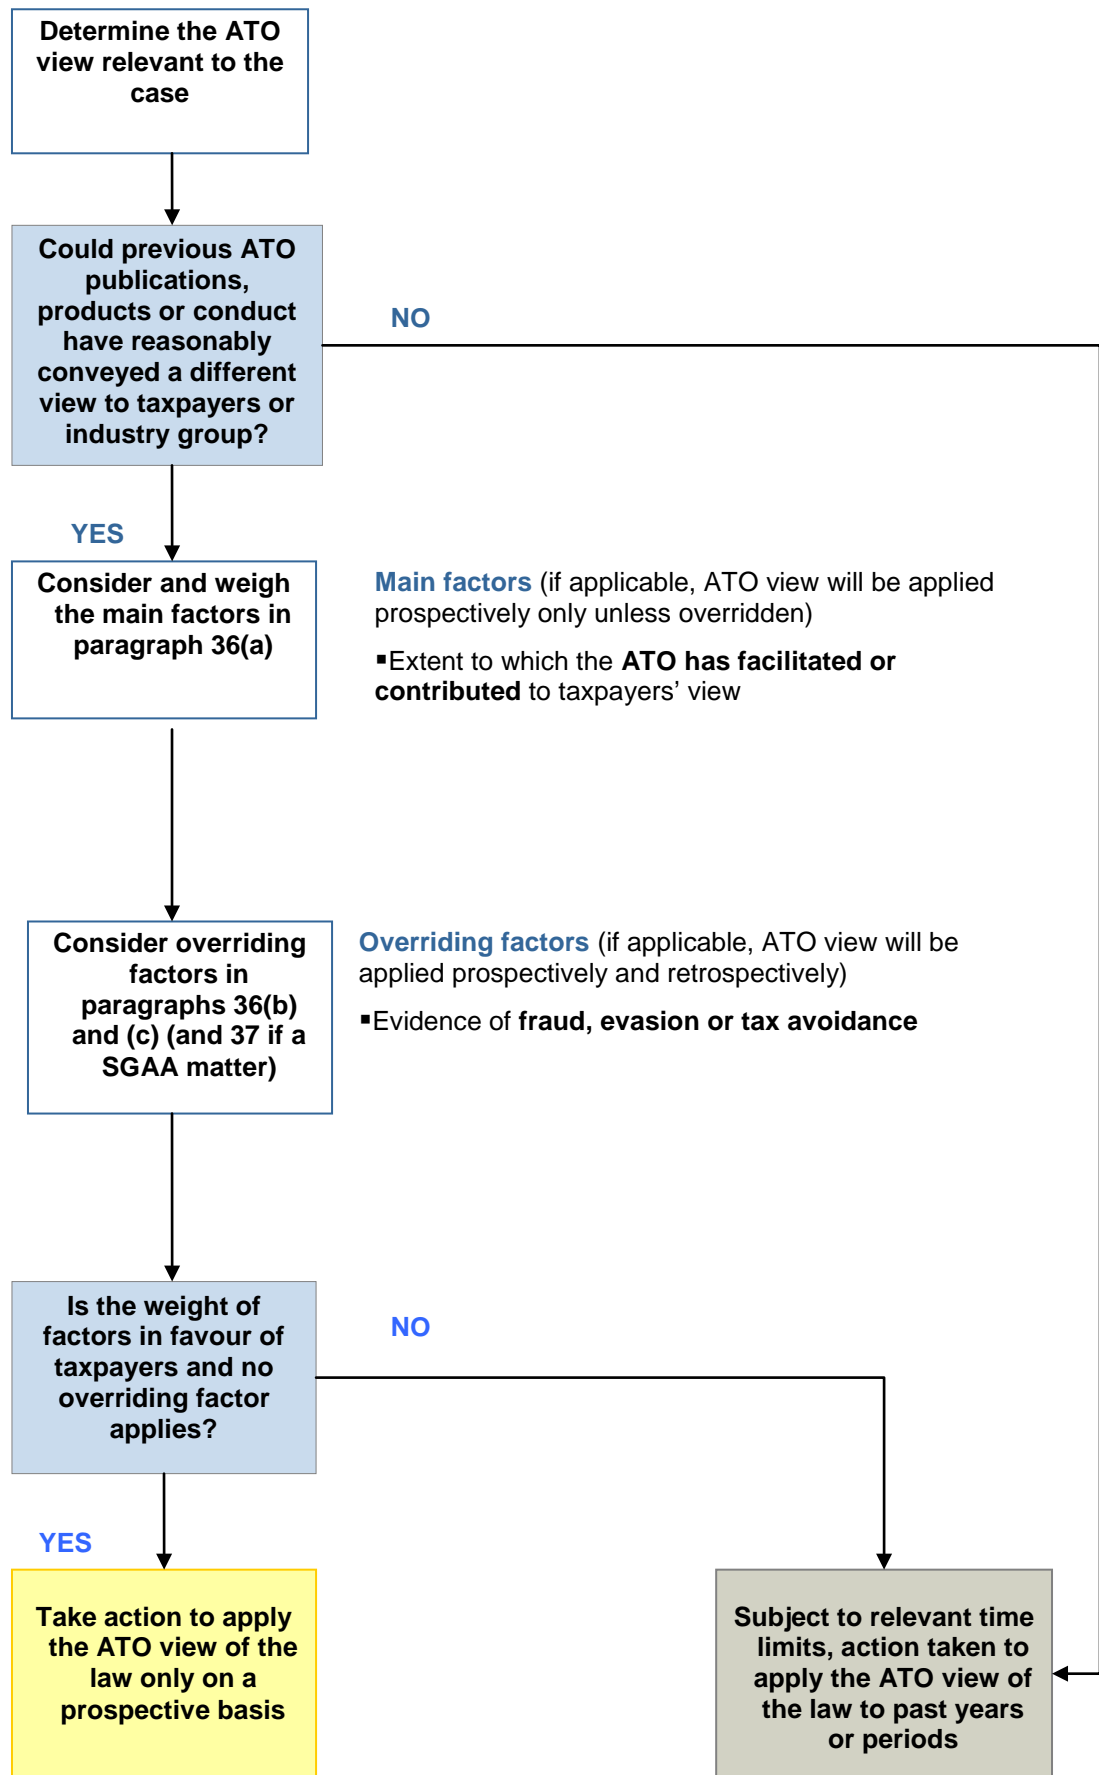 Determine the ATO
view relevant to the
case
Could previous ATO
publications,
products or conduct
have reasonably
conveyed a different
view to taxpayers or
industry group?
NO
YES
Consider and weigh
the main factors in
paragraph 36(a)
Main factors (if applicable, ATO view will be applied
prospectively only unless overridden)
▪Extent to which the ATO has facilitated or
contributed to taxpayers’ view
Consider overriding
factors in
paragraphs 36(b)
and (c) (and 37 if a
SGAA matter)
Overriding factors (if applicable, ATO view will be
applied prospectively and retrospectively)
▪Evidence of fraud, evasion or tax avoidance
Is the weight of
factors in favour of
taxpayers and no
overriding factor
applies?
NO
YES
Take action to apply
the ATO view of the
law only on a
prospective basis
Subject to relevant time
limits, action taken to
apply the ATO view of
the law to past years
or periods